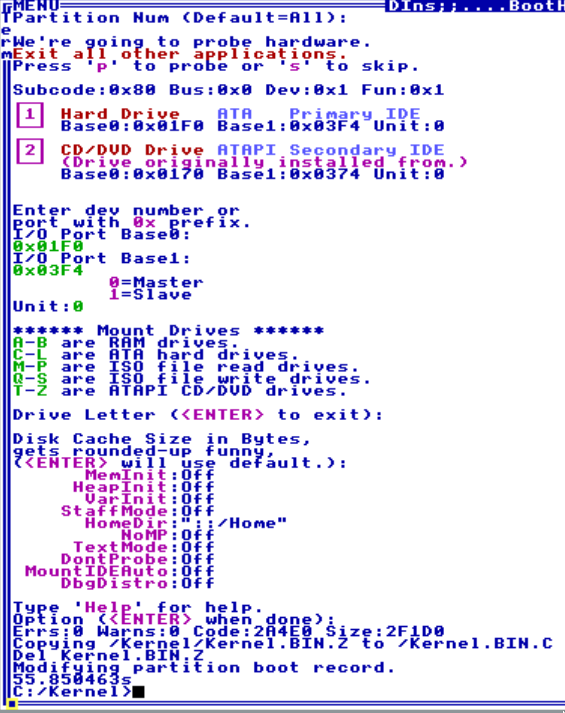 MENU DIns;;....BootH
TPartition Num (Default=All):
e
rWe're going to probe hardware.
mExit all other applications.
Press 'p' to probe or 's' to skip.
Subcode:0x80 Bus:0x0 Dev:0x1 Fun:0x1
1 Hard Drive ATA Primary IDE
Base0:0x01F0 Base1:0x03F4 Unit:0
2 CD/DVD Drive ATAPI Secondary IDE
(Drive originally installed from.)
Base0:0x0170 Base1:0x0374 Unit:0
Enter dev number or
port with 0x prefix.
I/O Port Base0:
0x01F0
I/O Port Base1:
0x03F4
0=Master
1=Slave
Unit:0
****** Mount Drives ******
A-B are RAM drives.
C-L are ATA hard drives.
M-P are ISO file read drives.
Q-S are ISO file write drives.
T-Z are ATAPI CD/DVD drives.
Drive Letter (<ENTER> to exit):
Disk Cache Size in Bytes,
gets rounded-up funny,
(<ENTER> will use default.):
MemInit:Off
HeapInit:Off
VarInit:Off
StaffMode:Off
HomeDir:"::/Home"
NoMP:Off
TextMode:Off
DontProbe:Off
MountIDEAuto:Off
DbgDistro:Off
Type 'Help' for help.
Option (<ENTER> when done):
Errs:0 Warns:0 Code:2A4E0 Size:2F1D0
Copying /Kernel/Kernel.BIN.Z to /Kernel.BIN.C
Del Kernel.BIN.Z
Modifying partition boot record.
55.850463s
C:/Kernel>